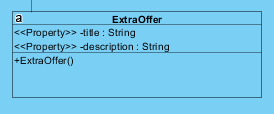 a
ExtraOffer
<<Property>> -title : String
<<Property>> -description : String
+ExtraOffer()